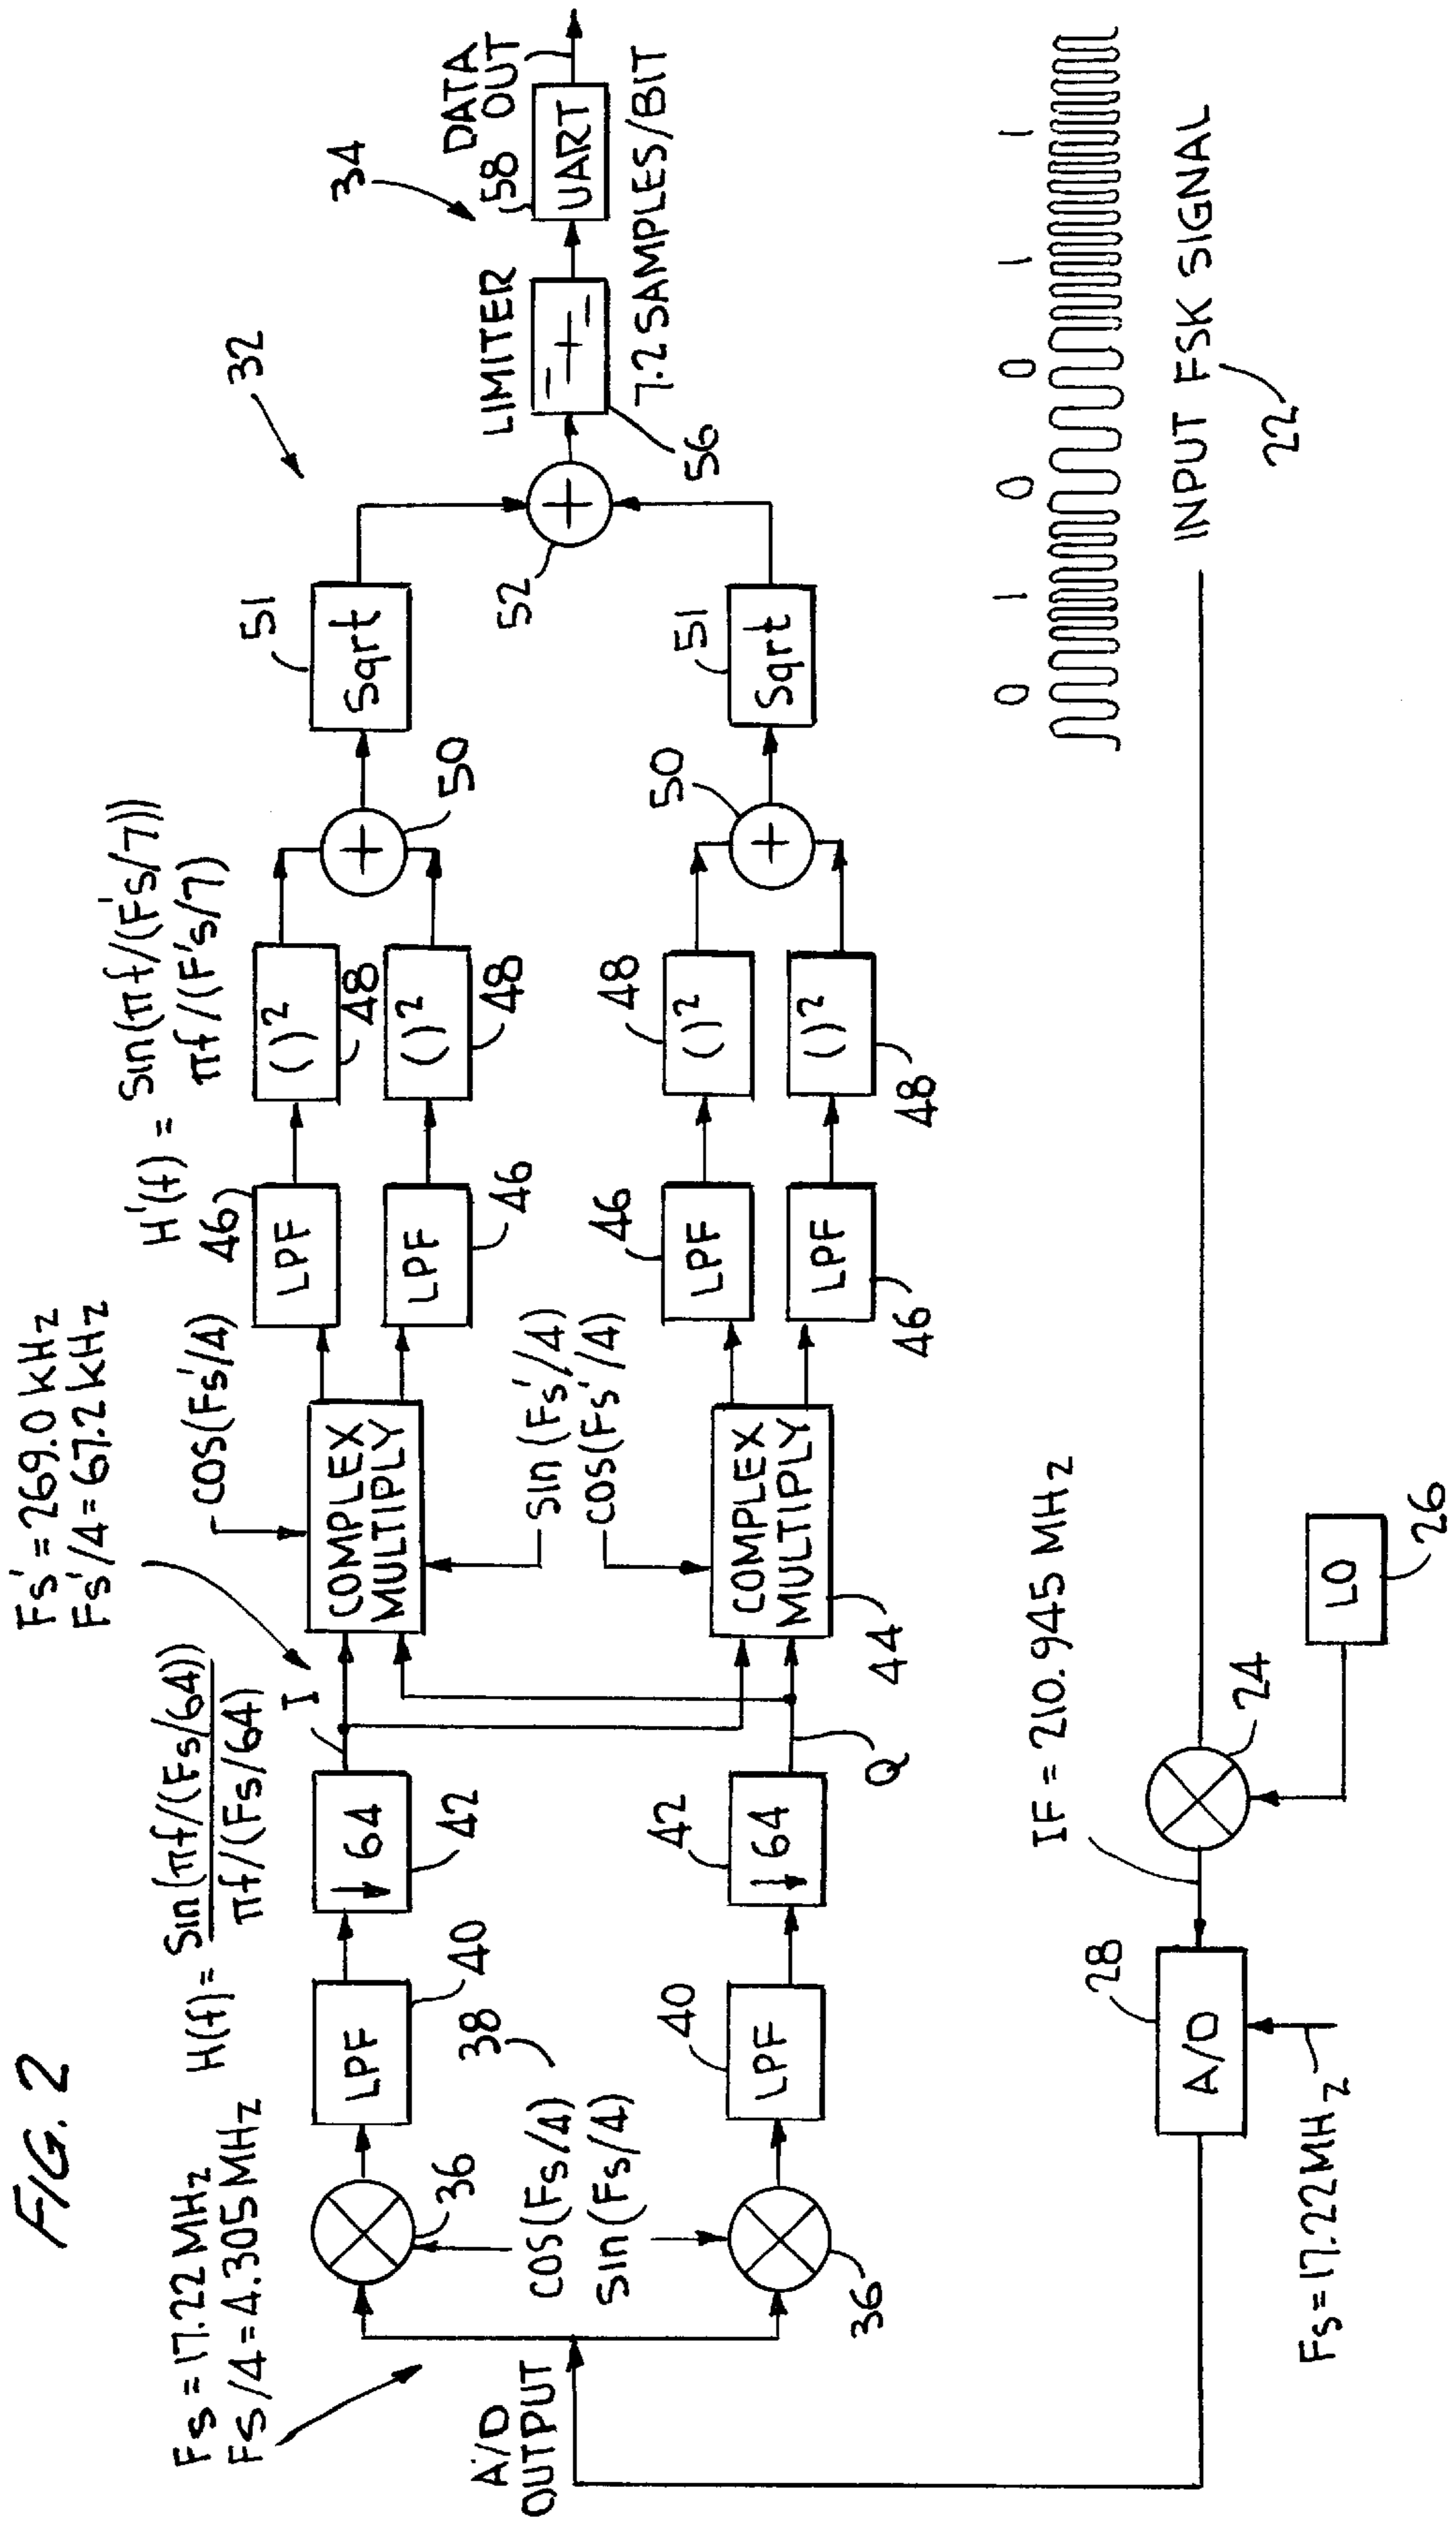 FIG. 2
Fs = 17.22 MHz
Fs/4 = 4.305 MHz
H(f) = Sin(πf/(Fs/64))
πf/(Fs/64)
Fs' = 269.0 kHz
Fs'/4 = 67.2 kHz
H'(f) = Sin(πf/(F's/7))
πf/(F's/7)
A/D
OUTPUT
36
COS(Fs/4)
Sin(Fs/4)
38
36
LPF
40
LPF
40
↓ 64
42
↓ 64
42
I
Q
COS(Fs'/4)
COMPLEX
MULTIPLY
Sin(Fs'/4)
COS(Fs'/4)
COMPLEX
MULTIPLY
44
46
LPF
LPF
46
46
LPF
LPF
46
()²
48
()²
48
48
()²
()²
48
+
50
50
+
51
Sqrt
51
Sqrt
32
+
52
LIMITER
+
56
34
58
UART
DATA
OUT
7.2 SAMPLES/BIT
0 1 0 0 1 1
INPUT FSK SIGNAL
22
24
LO
26
IF = 210.945 MHz
28
A/D
Fs = 17.22 MHz